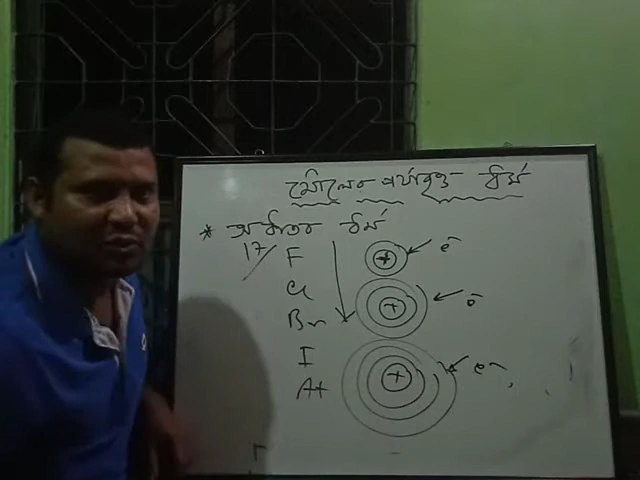 মৌলের পর্যাবৃত্ত ধর্ম
* অধাতব ধর্ম
17 F e⁻
Cl
Br e⁻
I
At e⁻